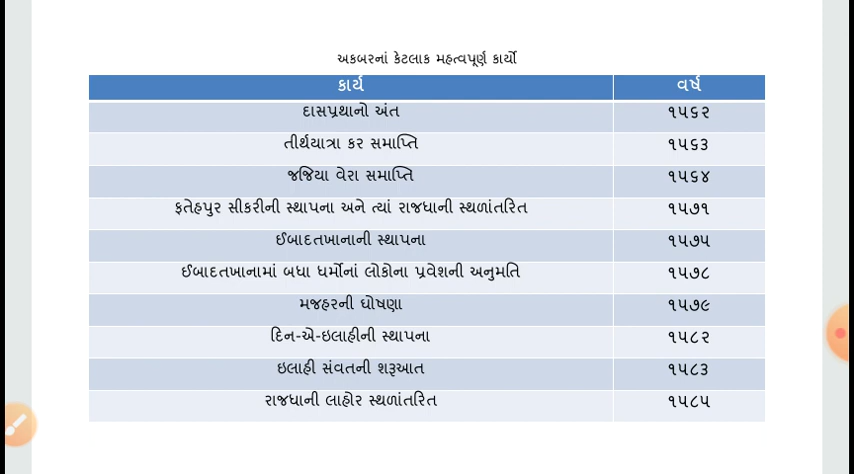 અકબરનાં કેટલાક મહત્વપૂર્ણ કાર્યો
કાર્ય વર્ષ
દાસપ્રથાનો અંત ૧૫૬૨
તીર્થયાત્રા કર સમાપ્તિ ૧૫૬૩
જજિયા વેરા સમાપ્તિ ૧૫૬૪
ફતેહપુર સીકરીની સ્થાપના અને ત્યાં રાજધાની સ્થળાંતરિત ૧૫૭૧
ઈબાદતખાનાની સ્થાપના ૧૫૭૫
ઈબાદતખાનામાં બધા ધર્મોનાં લોકોના પ્રવેશની અનુમતિ ૧૫૭૮
મજહરની ઘોષણા ૧૫૭૯
દિન-એ-ઇલાહીની સ્થાપના ૧૫૮૨
ઇલાહી સંવતની શરૂઆત ૧૫૮૩
રાજધાની લાહોર સ્થળાંતરિત ૧૫૮૫